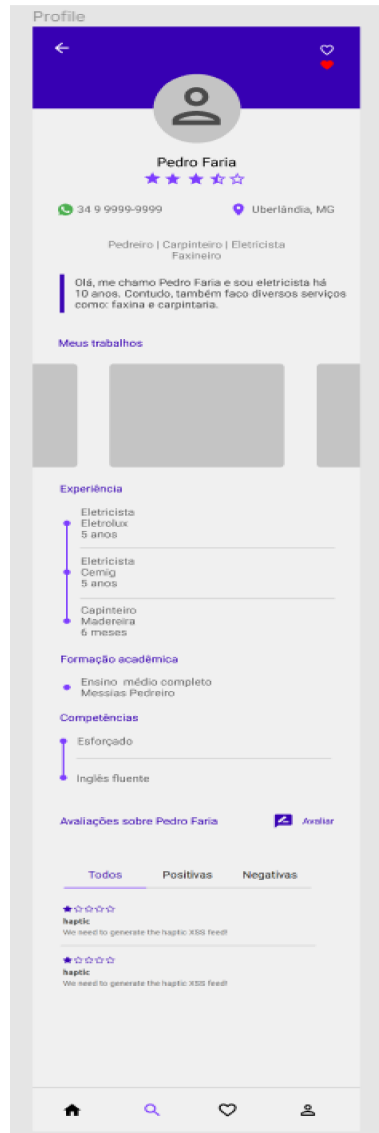 Profile
Pedro Faria
34 9 9999-9999
Uberlândia, MG
Pedreiro | Carpinteiro | Eletricista
Faxineiro
Olá, me chamo Pedro Faria e sou eletricista há
10 anos. Contudo, também faco diversos serviços
como: faxina e carpintaria.
Meus trabalhos
Experiência
Eletricista
Eletrolux
5 anos
Eletricista
Cemig
5 anos
Capinteiro
Madereira
6 meses
Formação acadêmica
Ensino médio completo
Messias Pedreiro
Competências
Esforçado
Inglês fluente
Avaliações sobre Pedro Faria
Avaliar
Todos Positivas Negativas
haptic
We need to generate the haptic XSS feed!
haptic
We need to generate the haptic XSS feed!